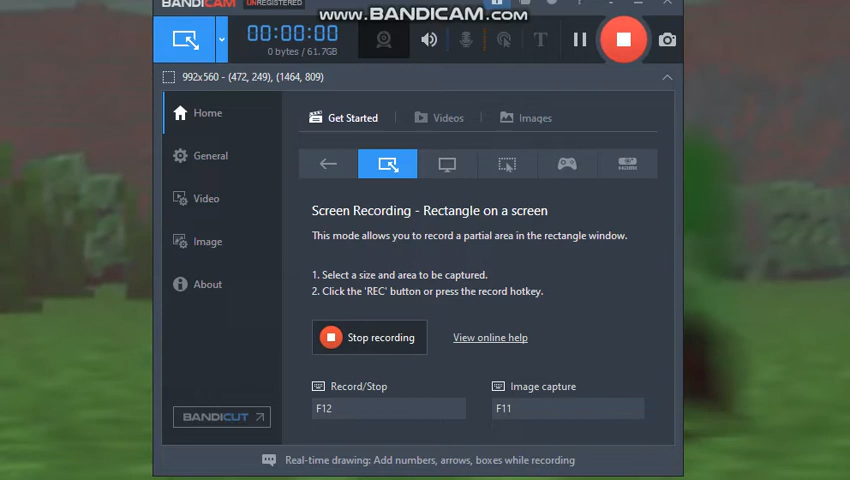 BANDICAM UNREGISTERED
www.BANDICAM.com
00:00:00
0 bytes / 61.7GB
T
992x560 - (472, 249), (1464, 809)
Home
General
Video
Image
About
BANDICUT
Get Started
Videos
Images
Screen Recording - Rectangle on a screen
This mode allows you to record a partial area in the rectangle window.
1. Select a size and area to be captured.
2. Click the 'REC' button or press the record hotkey.
Stop recording
View online help
Record/Stop
Image capture
F12
F11
Real-time drawing: Add numbers, arrows, boxes while recording